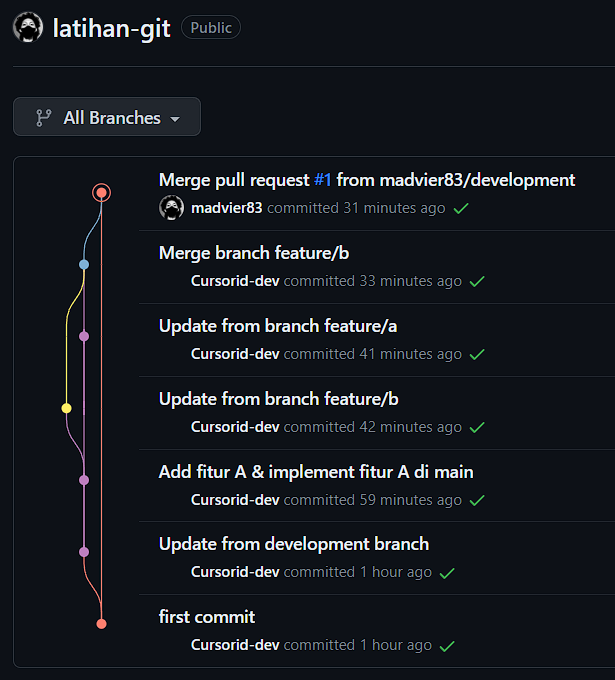 latihan-git Public
All Branches
Merge pull request #1 from madvier83/development
madvier83 committed 31 minutes ago
Merge branch feature/b
Cursorid-dev committed 33 minutes ago
Update from branch feature/a
Cursorid-dev committed 41 minutes ago
Update from branch feature/b
Cursorid-dev committed 42 minutes ago
Add fitur A & implement fitur A di main
Cursorid-dev committed 59 minutes ago
Update from development branch
Cursorid-dev committed 1 hour ago
first commit
Cursorid-dev committed 1 hour ago